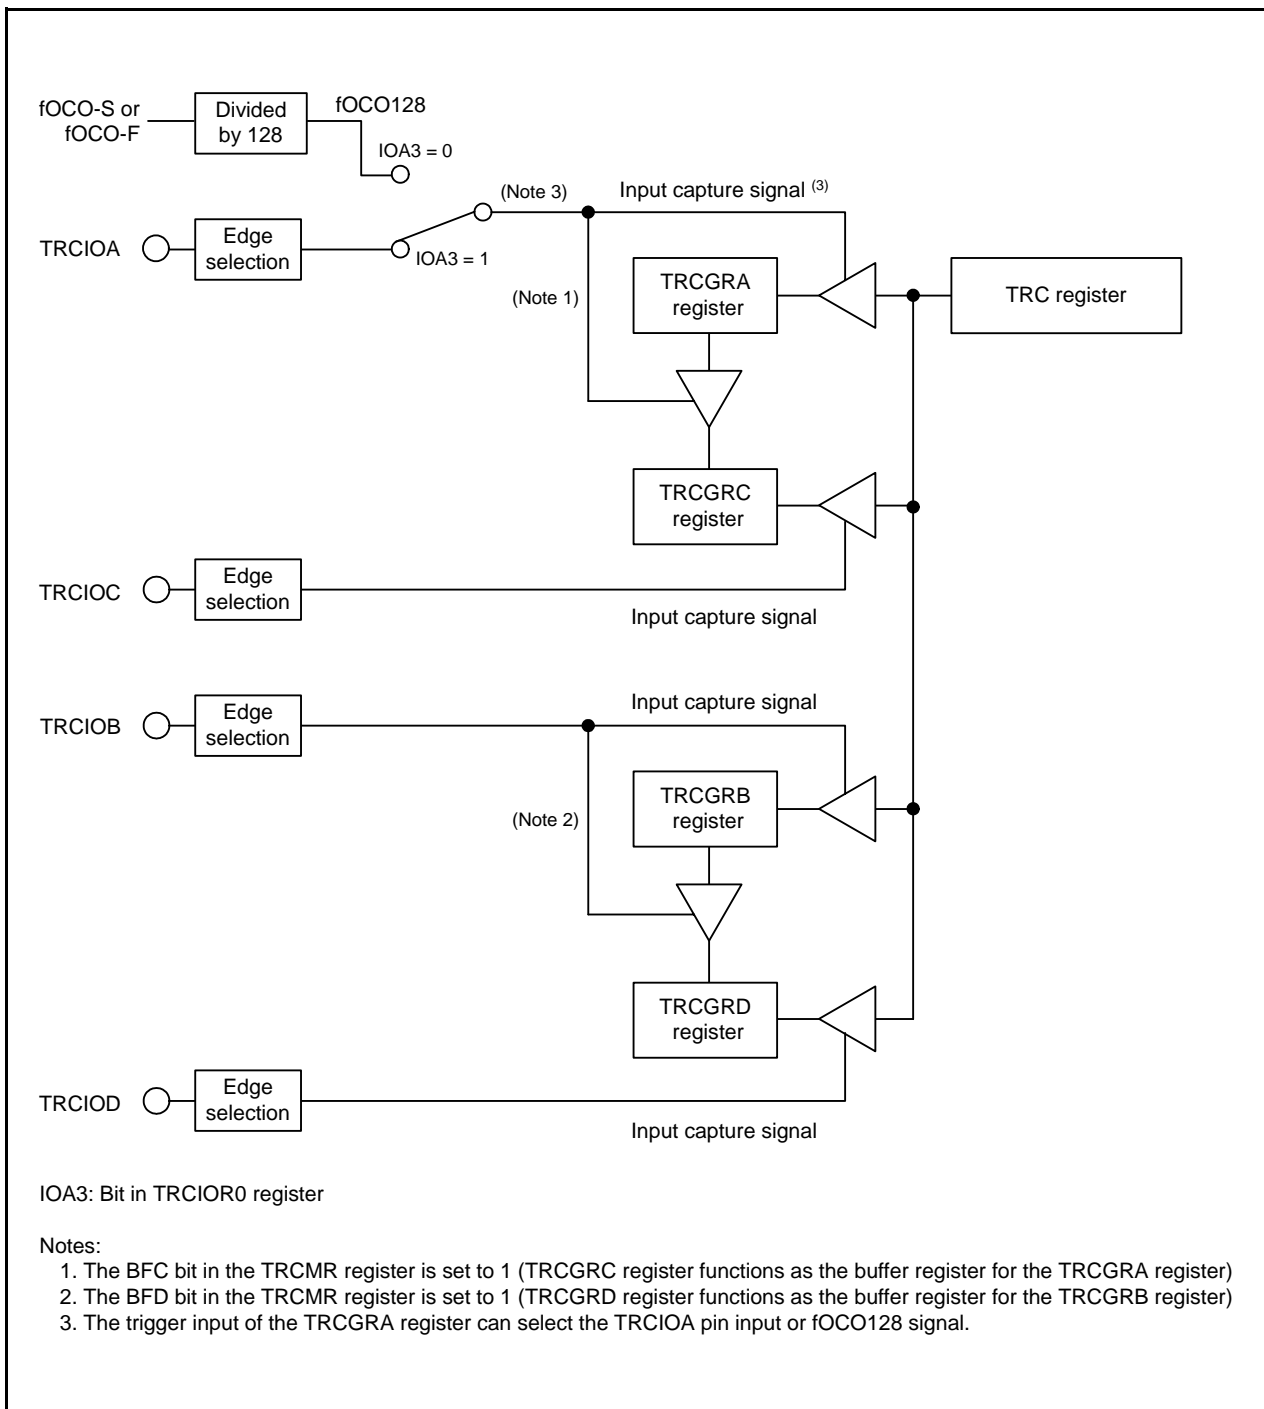 fOCO-S or
fOCO-F
Divided
by 128
fOCO128
IOA3 = 0
(Note 3)
Input capture signal (3)
TRCIOA
Edge
selection
IOA3 = 1
(Note 1)
TRCGRA
register
TRC register
TRCGRC
register
TRCIOC
Edge
selection
Input capture signal
TRCIOB
Edge
selection
Input capture signal
(Note 2)
TRCGRB
register
TRCGRD
register
TRCIOD
Edge
selection
Input capture signal
IOA3: Bit in TRCIOR0 register
Notes:
1. The BFC bit in the TRCMR register is set to 1 (TRCGRC register functions as the buffer register for the TRCGRA register)
2. The BFD bit in the TRCMR register is set to 1 (TRCGRD register functions as the buffer register for the TRCGRB register)
3. The trigger input of the TRCGRA register can select the TRCIOA pin input or fOCO128 signal.